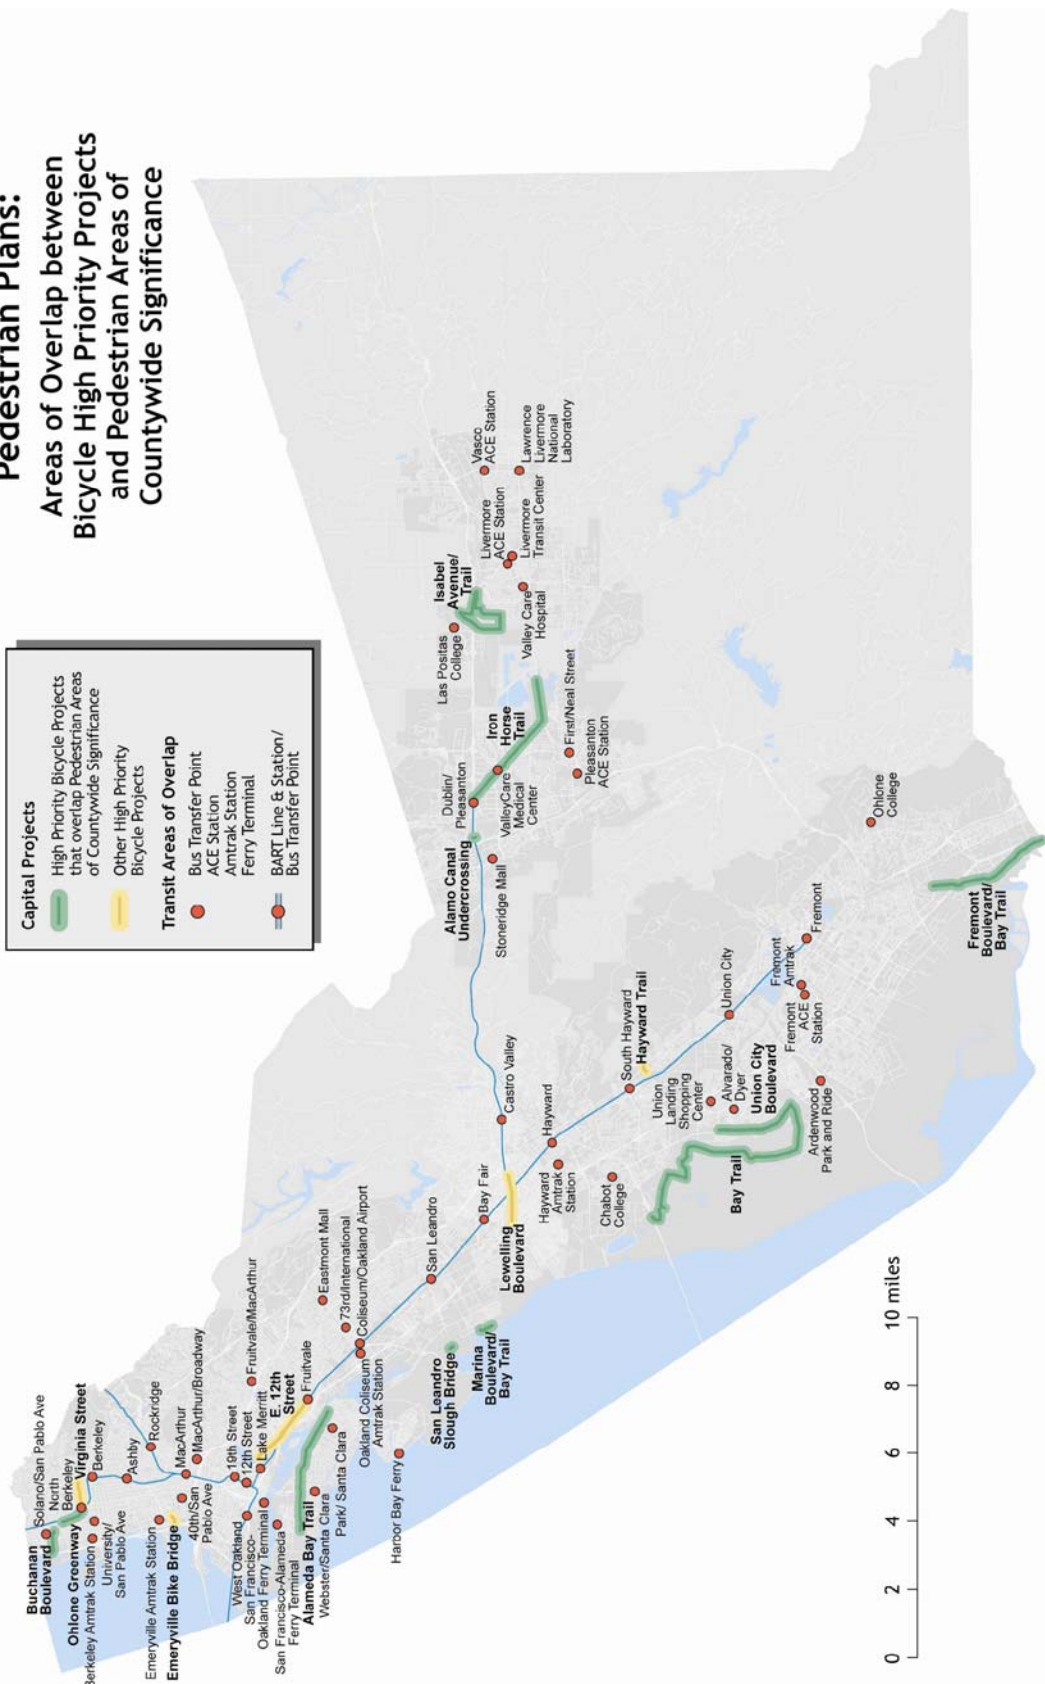 Pedestrian Plans:
Areas of Overlap between
Bicycle High Priority Projects
and Pedestrian Areas of
Countywide Significance
Capital Projects
High Priority Bicycle Projects
that overlap Pedestrian Areas
of Countywide Significance
Other High Priority
Bicycle Projects
Transit Areas of Overlap
Bus Transfer Point
ACE Station
Amtrak Station
Ferry Terminal
BART Line & Station/
Bus Transfer Point
Buchanan
Boulevard
Solano/San Pablo Ave
North
Berkeley
Virginia Street
Ohlone Greenway
Berkeley
Berkeley Amtrak Station
University/
San Pablo Ave
Ashby
Rockridge
Emeryville Amtrak Station
Emeryville Bike Bridge
MacArthur
MacArthur/Broadway
40th/San
Pablo Ave
19th Street
12th Street
Lake Merritt
Fruitvale/MacArthur
E. 12th
Street
Fruitvale
West Oakland
San Francisco-
Oakland Ferry Terminal
San Francisco-Alameda
Ferry Terminal
Alameda Bay Trail
Webster/Santa Clara
Park/ Santa Clara
Eastmont Mall
73rd/International
Coliseum/Oakland Airport
Oakland Coliseum
Amtrak Station
Harbor Bay Ferry
San Leandro
San Leandro
Slough Bridge
Marina
Boulevard/
Bay Trail
Bay Fair
Lewelling
Boulevard
Castro Valley
Hayward
Hayward
Amtrak
Station
Chabot
College
South Hayward
Hayward Trail
Union
Landing
Shopping
Center
Alvarado/
Dyer
Union City
Boulevard
Bay Trail
Union City
Ardenwood
Park and Ride
Fremont
Amtrak
Fremont
ACE
Station
Fremont
Ohlone
College
Fremont
Boulevard/
Bay Trail
Alamo Canal
Undercrossing
Stoneridge Mall
Dublin/
Pleasanton
ValleyCare
Medical
Center
Iron
Horse
Trail
First/Neal Street
Pleasanton
ACE Station
Las Positas
College
Isabel
Avenue/
Trail
Valley Care
Hospital
Livermore
ACE Station
Livermore
Transit Center
Vasco
ACE Station
Lawrence
Livermore
National
Laboratory
0 2 4 6 8 10 miles